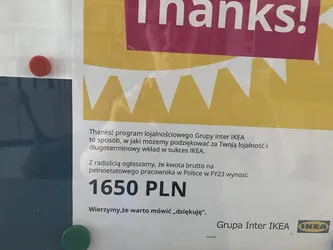 Thanks!
Thanks! program lojalnościowego Grupy Inter IKEA
to sposób, w jaki możemy podziękować za Twoją lojalność i
długoterminowy wkład w sukces IKEA.
Z radością ogłaszamy, że kwota brutto na
pełnoetatowego pracownika w Polsce w FY23 wynosi:
1650 PLN
Wierzymy,że warto mówić „dziękuję".
Grupa Inter IKEA
IKEA